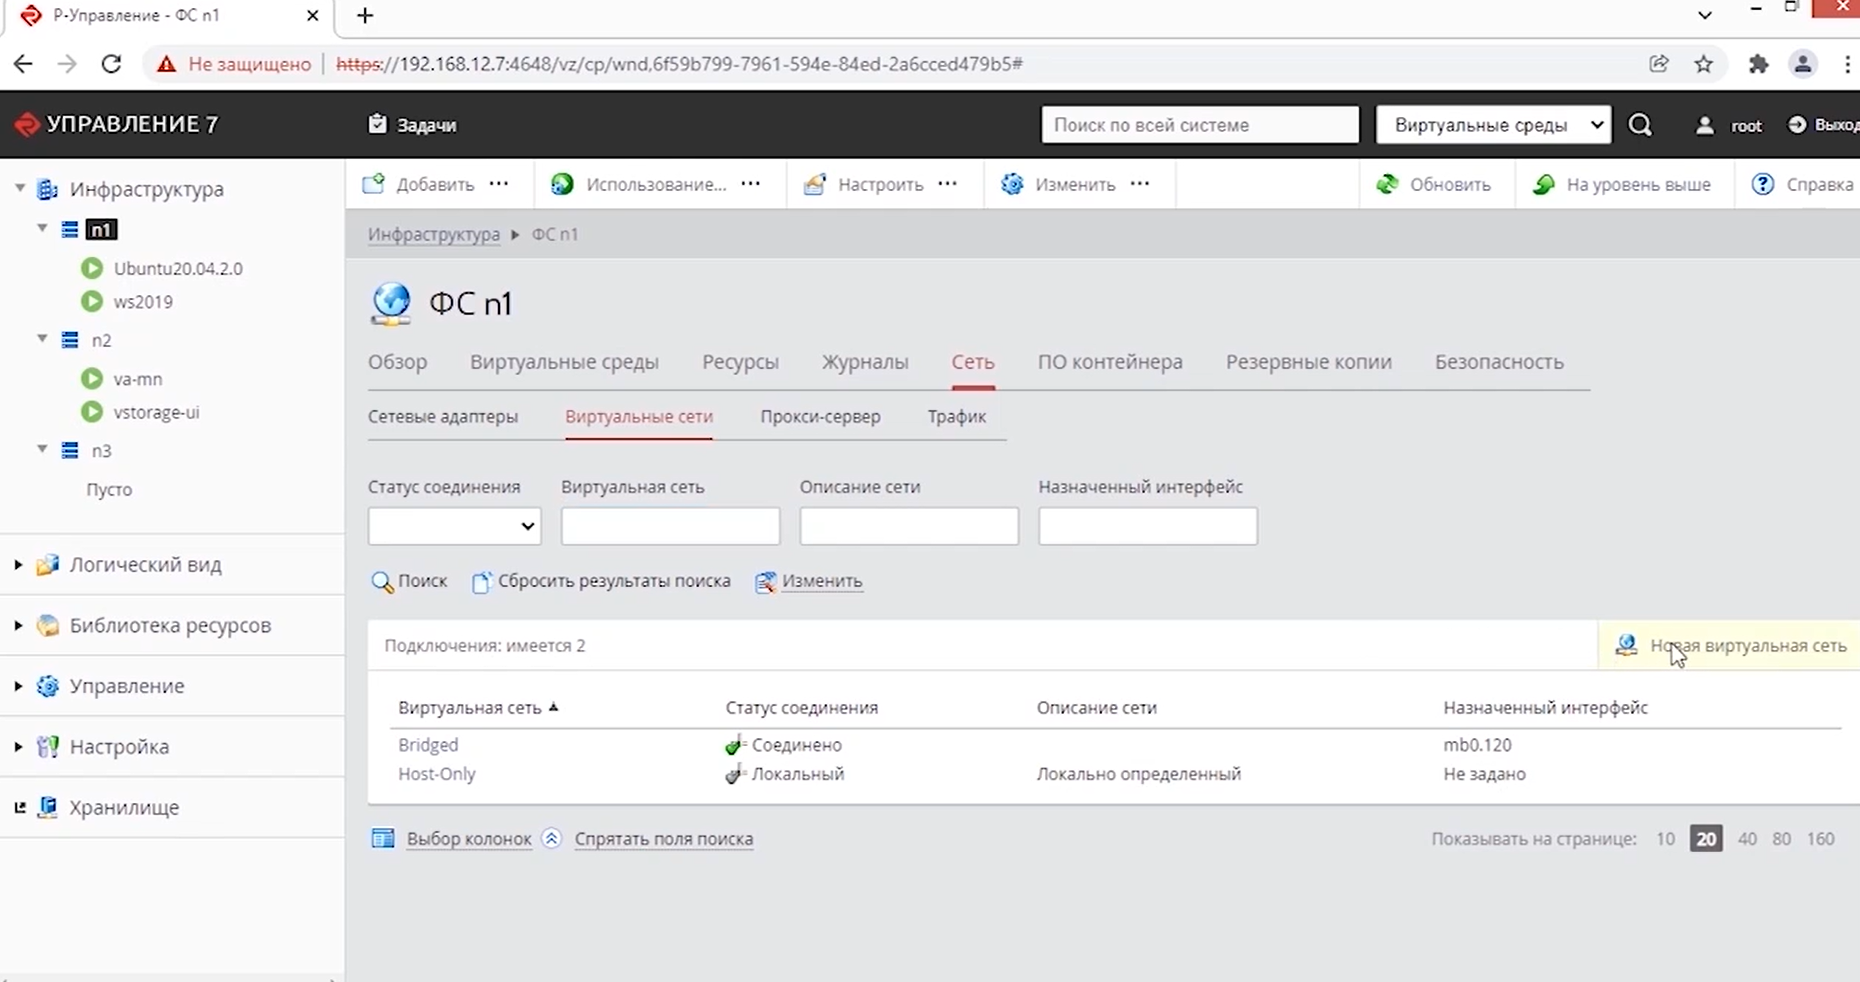 Р-Управление - ФС n1
Не защищено https://192.168.12.7:4648/vz/cp/wnd,6f59b799-7961-594e-84ed-2a6cced479b5#
УПРАВЛЕНИЕ 7 Задачи Поиск по всей системе Виртуальные среды root Выход
Добавить ... Использование... ... Настроить ... Изменить ... Обновить На уровень выше Справка
Инфраструктура
n1
Ubuntu20.04.2.0
ws2019
n2
va-mn
vstorage-ui
n3
Пусто
Логический вид
Библиотека ресурсов
Управление
Настройка
Хранилище
Инфраструктура ФС n1
ФС n1
Обзор Виртуальные среды Ресурсы Журналы Сеть ПО контейнера Резервные копии Безопасность
Сетевые адаптеры Виртуальные сети Прокси-сервер Трафик
Статус соединения Виртуальная сеть Описание сети Назначенный интерфейс
Поиск Сбросить результаты поиска Изменить
Подключения: имеется 2 Новая виртуальная сеть
Виртуальная сеть Статус соединения Описание сети Назначенный интерфейс
Bridged Соединено mb0.120
Host-Only Локальный Локально определенный Не задано
Выбор колонок Спрятать поля поиска Показывать на странице: 10 20 40 80 160